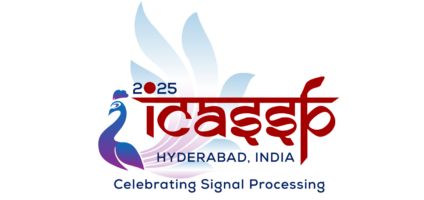 2025
icassp
HYDERABAD, INDIA
Celebrating Signal Processing